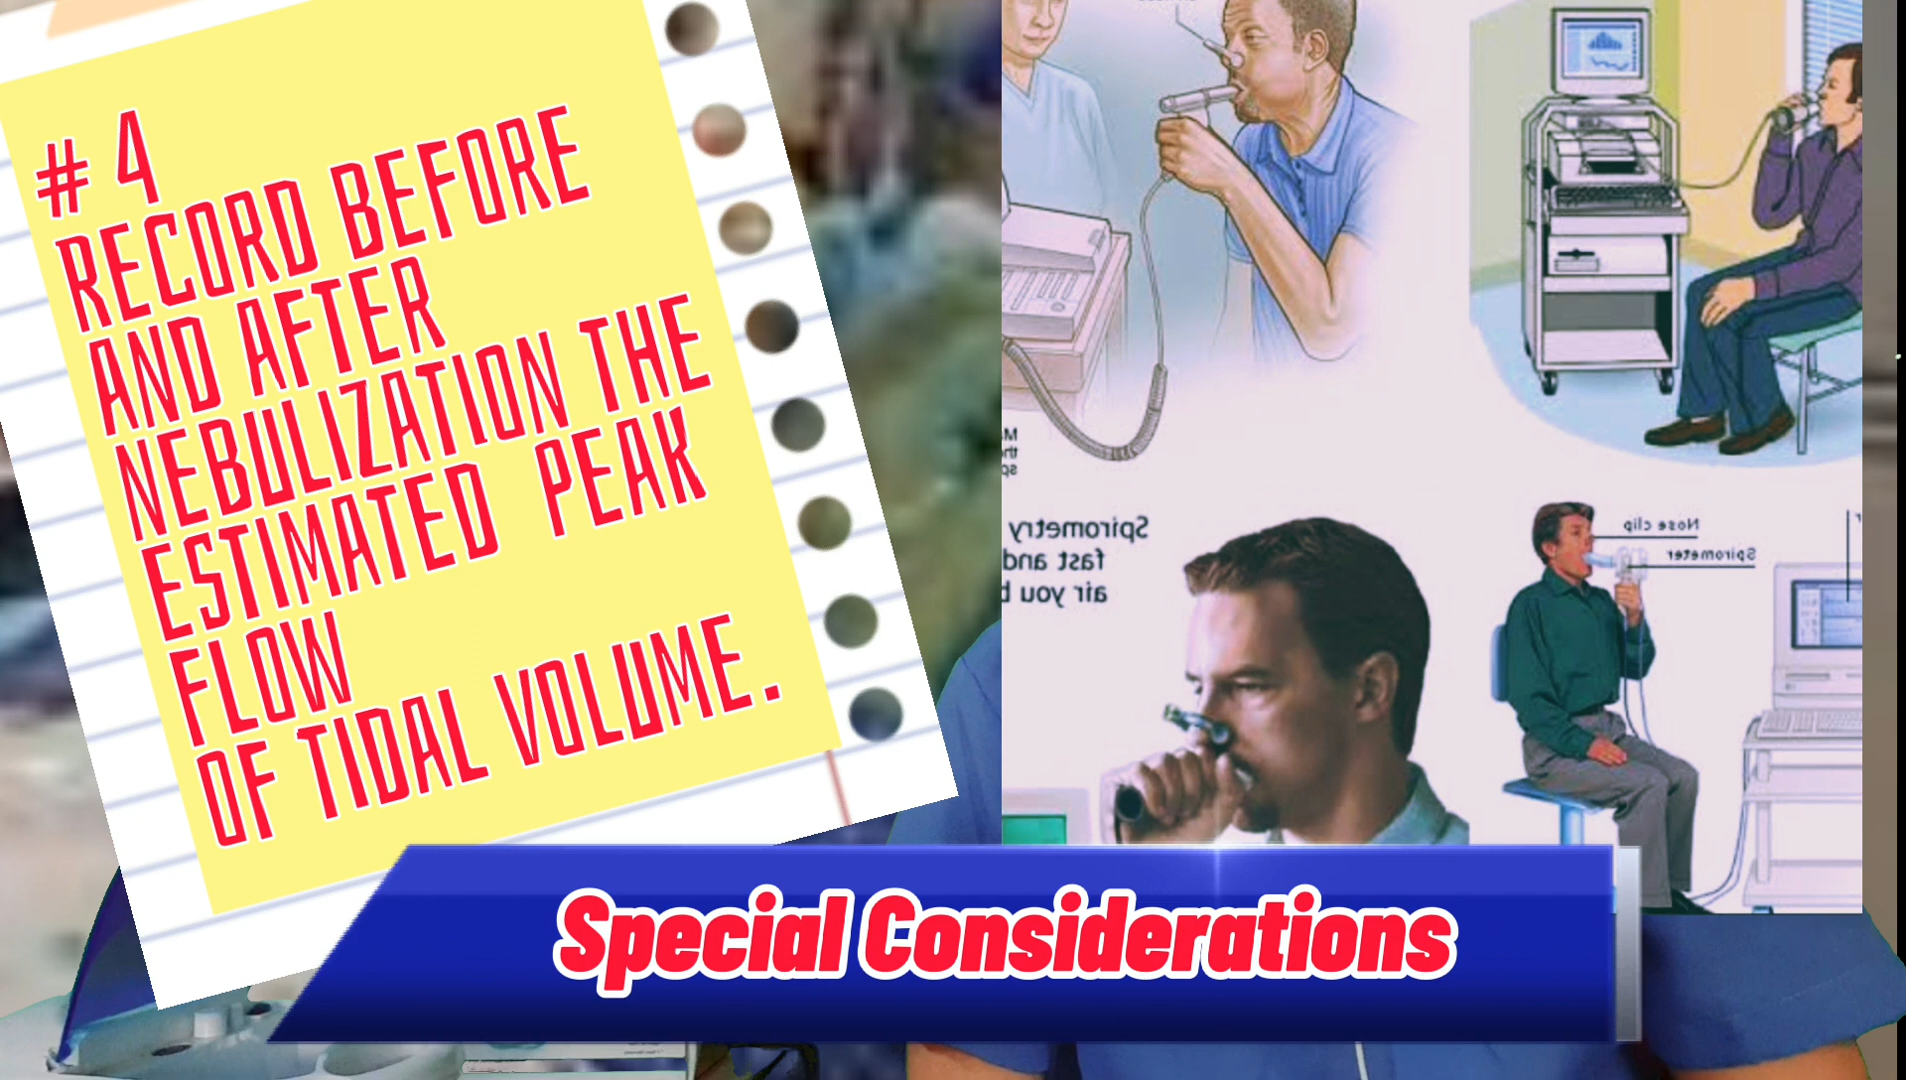 # 4
RECORD BEFORE
AND AFTER
NEBULIZATION THE
ESTIMATED PEAK
FLOW
OF TIDAL VOLUME.
Spirometry
fast and
air you b
Nose clip
Spirometer
Special Considerations